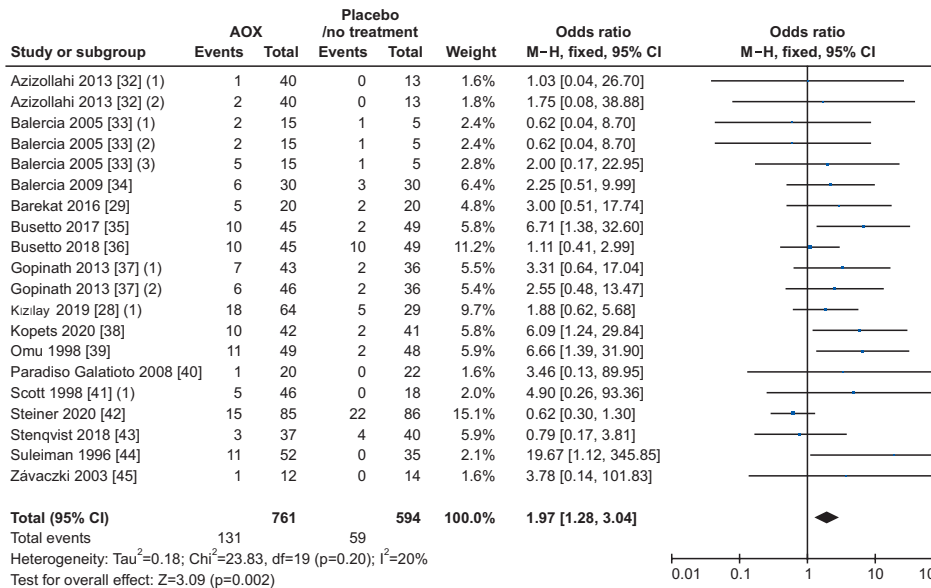 AOX Placebo /no treatment Odds ratio Odds ratio
Study or subgroup Events Total Events Total Weight M−H, fixed, 95% CI M−H, fixed, 95% CI
Azizollahi 2013 [32] (1) 1 40 0 13 1.6% 1.03 [0.04, 26.70]
Azizollahi 2013 [32] (2) 2 40 0 13 1.8% 1.75 [0.08, 38.88]
Balercia 2005 [33] (1) 2 15 1 5 2.4% 0.62 [0.04, 8.70]
Balercia 2005 [33] (2) 2 15 1 5 2.4% 0.62 [0.04, 8.70]
Balercia 2005 [33] (3) 5 15 1 5 2.8% 2.00 [0.17, 22.95]
Balercia 2009 [34] 6 30 3 30 6.4% 2.25 [0.51, 9.99]
Barekat 2016 [29] 5 20 2 20 4.8% 3.00 [0.51, 17.74]
Busetto 2017 [35] 10 45 2 49 5.8% 6.71 [1.38, 32.60]
Busetto 2018 [36] 10 45 10 49 11.2% 1.11 [0.41, 2.99]
Gopinath 2013 [37] (1) 7 43 2 36 5.5% 3.31 [0.64, 17.04]
Gopinath 2013 [37] (2) 6 46 2 36 5.4% 2.55 [0.48, 13.47]
Kızılay 2019 [28] (1) 18 64 5 29 9.7% 1.88 [0.62, 5.68]
Kopets 2020 [38] 10 42 2 41 5.8% 6.09 [1.24, 29.84]
Omu 1998 [39] 11 49 2 48 5.9% 6.66 [1.39, 31.90]
Paradiso Galatioto 2008 [40] 1 20 0 22 1.6% 3.46 [0.13, 89.95]
Scott 1998 [41] (1) 5 46 0 18 2.0% 4.90 [0.26, 93.36]
Steiner 2020 [42] 15 85 22 86 15.1% 0.62 [0.30, 1.30]
Stenqvist 2018 [43] 3 37 4 40 5.9% 0.79 [0.17, 3.81]
Suleiman 1996 [44] 11 52 0 35 2.1% 19.67 [1.12, 345.85]
Závaczki 2003 [45] 1 12 0 14 1.6% 3.78 [0.14, 101.83]
Total (95% CI) 761 594 100.0% 1.97 [1.28, 3.04]
Total events 131 59
Heterogeneity: Tau²=0.18; Chi²=23.83, df=19 (p=0.20); I²=20%
Test for overall effect: Z=3.09 (p=0.002)
0.01 0.1 0 1 10